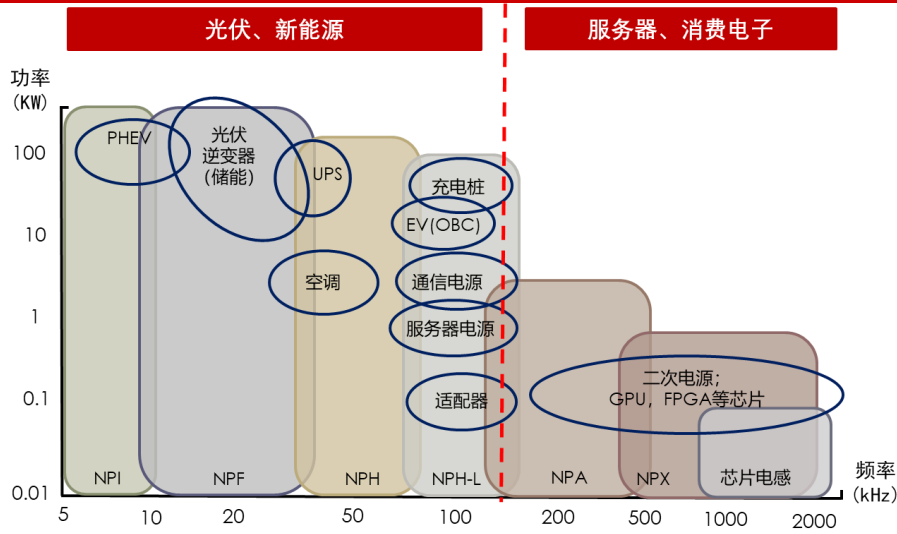 光伏、新能源
服务器、消费电子
功率
(KW)
100
10
1
0.1
0.01
PHEV
光伏
逆变器
(储能)
UPS
充电桩
EV(OBC)
空调
通信电源
服务器电源
适配器
二次电源;
GPU，FPGA等芯片
NPI
NPF
NPH
NPH-L
NPA
NPX
芯片电感
频率
(kHz)
5
10
20
50
100
200
500
1000
2000